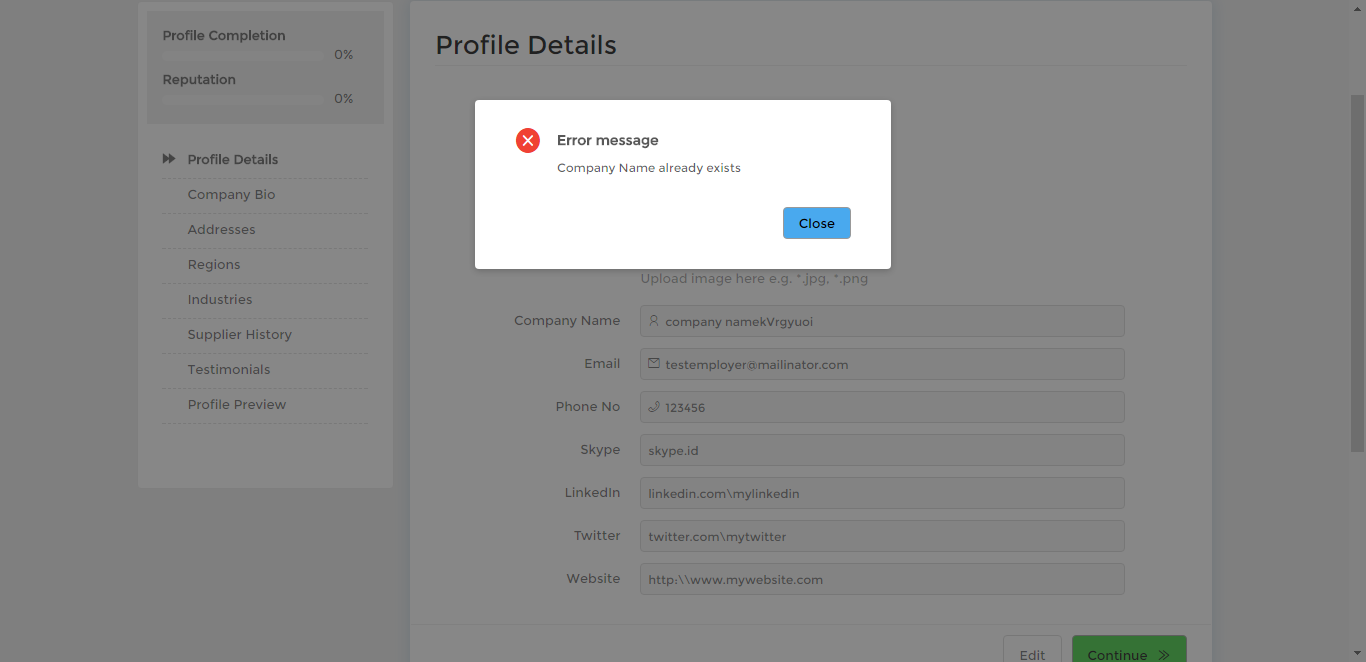 Profile Completion
0%
Reputation
0%
Profile Details
Company Bio
Addresses
Regions
Industries
Supplier History
Testimonials
Profile Preview
Profile Details
Error message
Company Name already exists
Close
Upload image here e.g. *.jpg, *.png
Company Name company namekVrgyuoi
Email testemployer@mailinator.com
Phone No 123456
Skype skype.id
LinkedIn linkedin.com\mylinkedin
Twitter twitter.com\mytwitter
Website http:\\www.mywebsite.com
Edit Continue